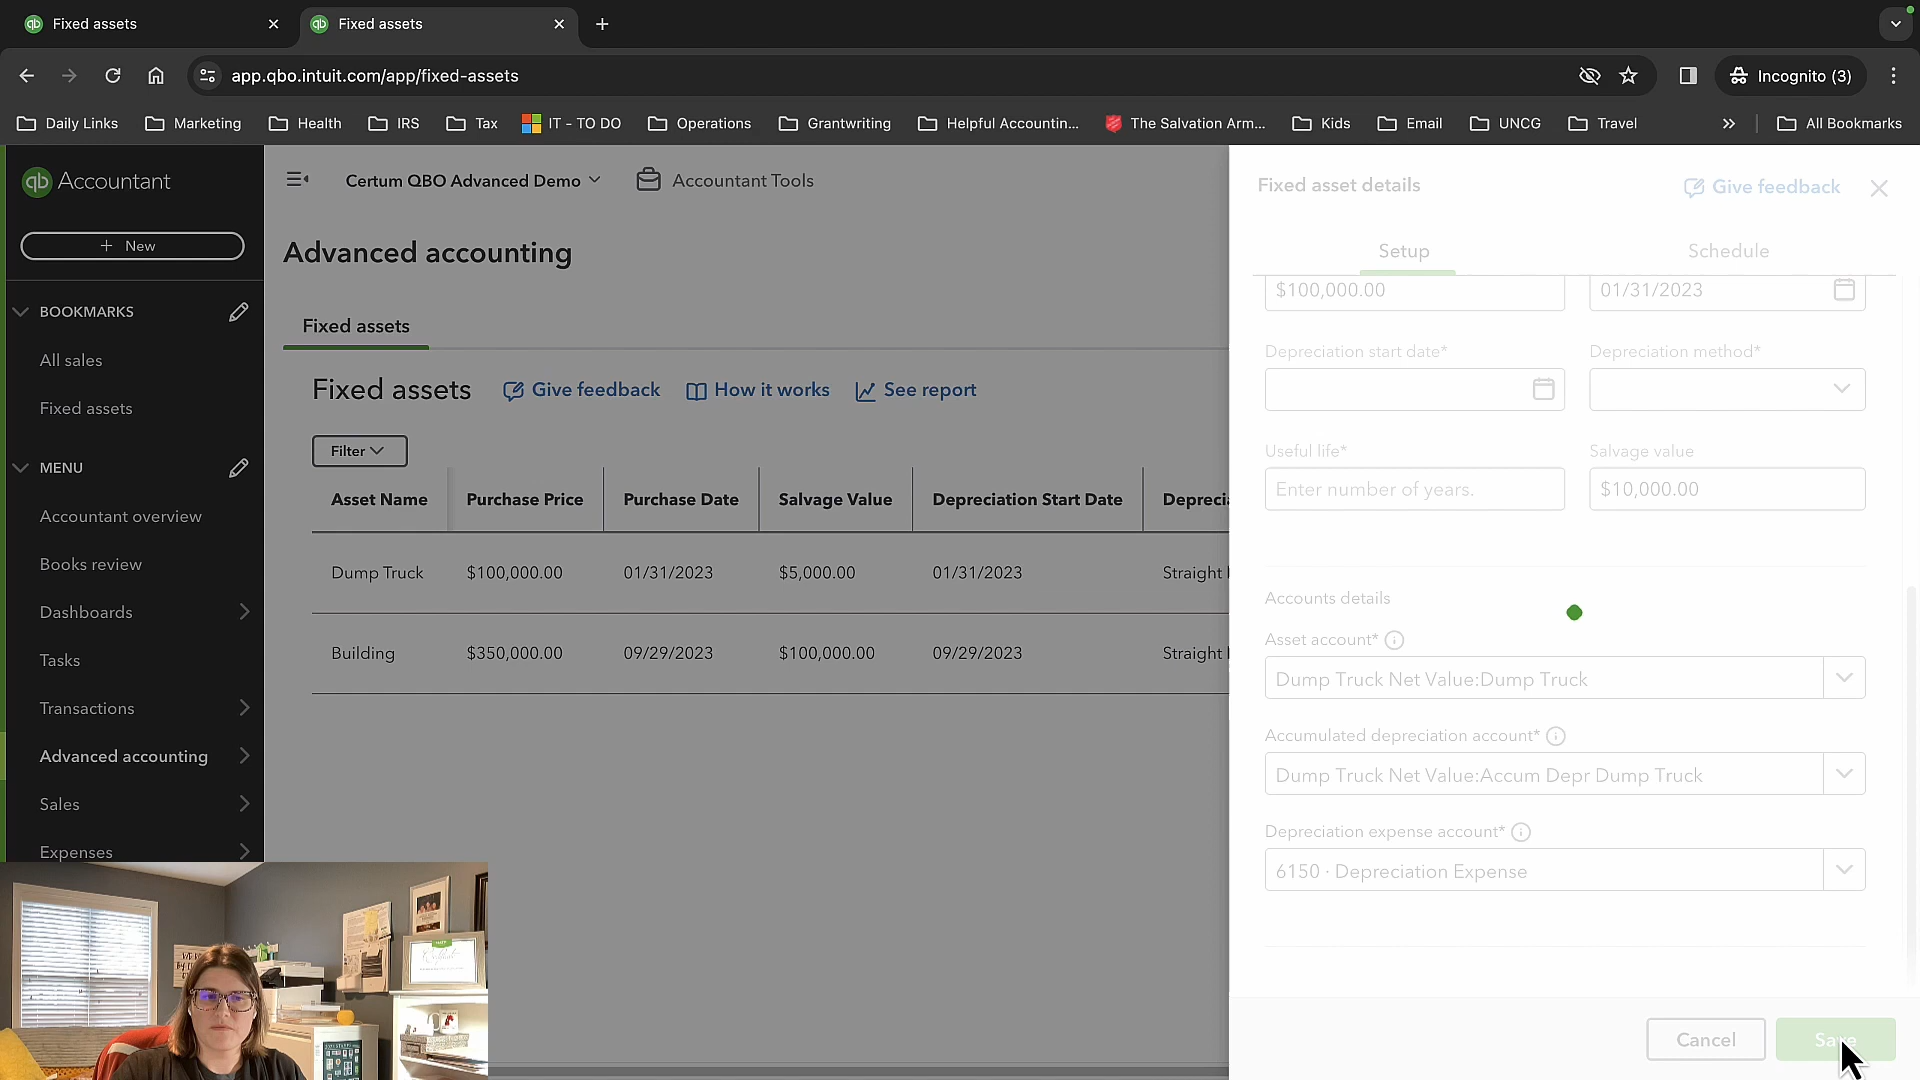 Fixed assets
Fixed assets
app.qbo.intuit.com/app/fixed-assets
Incognito (3)
Daily Links
Marketing
Health
IRS
Tax
IT - TO DO
Operations
Grantwriting
Helpful Accountin...
The Salvation Arm...
Kids
Email
UNCG
Travel
All Bookmarks
qb Accountant
+ New
BOOKMARKS
All sales
Fixed assets
MENU
Accountant overview
Books review
Dashboards
Tasks
Transactions
Advanced accounting
Sales
Expenses
Certum QBO Advanced Demo
Accountant Tools
Advanced accounting
Fixed assets
Fixed assets
Give feedback
How it works
See report
Filter
Asset Name Purchase Price Purchase Date Salvage Value Depreciation Start Date Deprecia
Dump Truck $100,000.00 01/31/2023 $5,000.00 01/31/2023 Straight
Building $350,000.00 09/29/2023 $100,000.00 09/29/2023 Straight
Fixed asset details
Give feedback
Setup
Schedule
$100,000.00
01/31/2023
Depreciation start date*
Depreciation method*
Useful life*
Salvage value
Enter number of years.
$10,000.00
Accounts details
Asset account*
Dump Truck Net Value:Dump Truck
Accumulated depreciation account*
Dump Truck Net Value:Accum Depr Dump Truck
Depreciation expense account*
6150 · Depreciation Expense
Cancel
Save